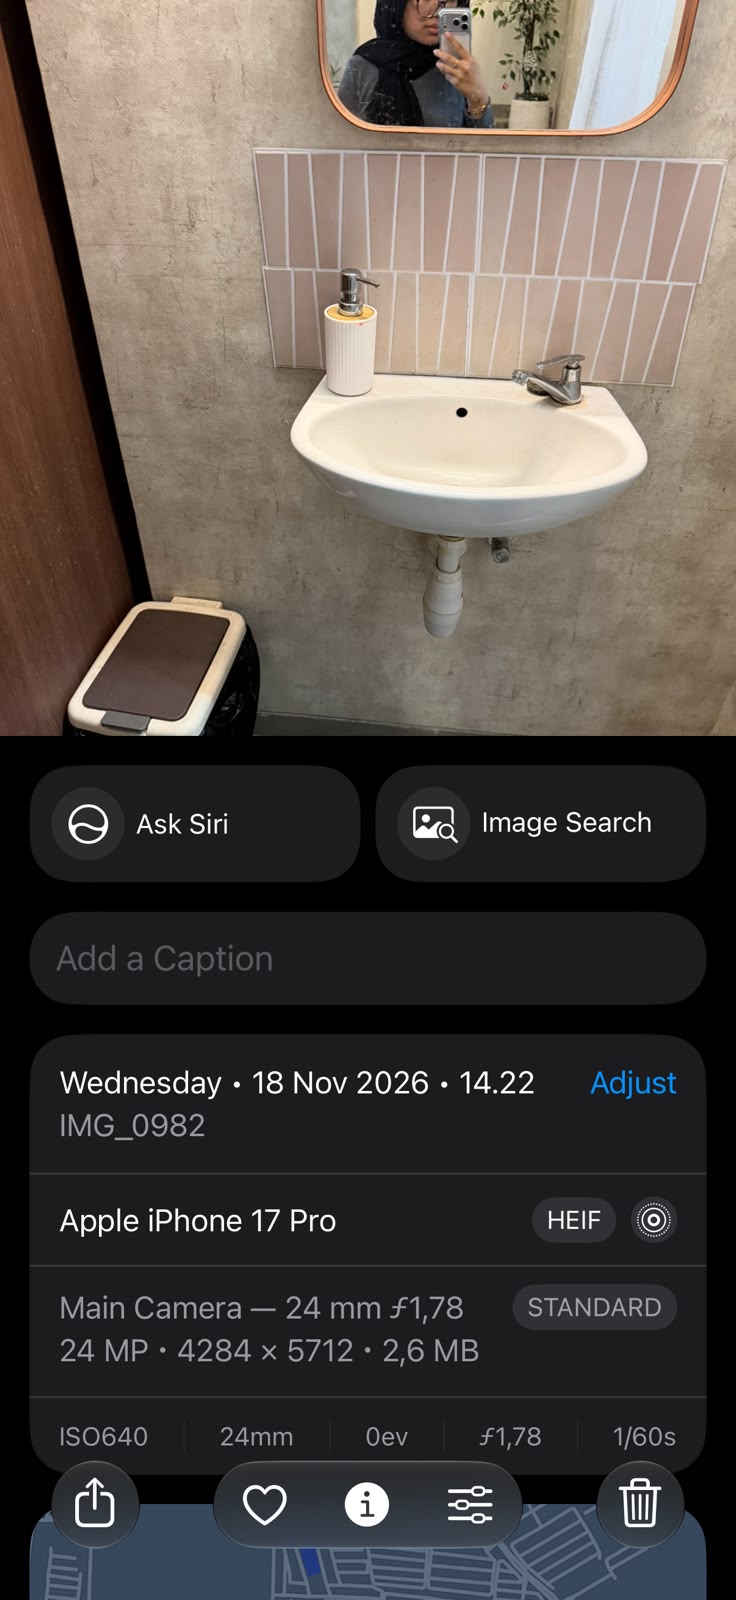 Ask Siri
Image Search
Add a Caption
Wednesday • 18 Nov 2026 • 14.22
Adjust
IMG_0982
Apple iPhone 17 Pro
HEIF
Main Camera — 24 mm ƒ1,78
STANDARD
24 MP • 4284 × 5712 • 2,6 MB
ISO640
24mm
0ev
ƒ1,78
1/60s